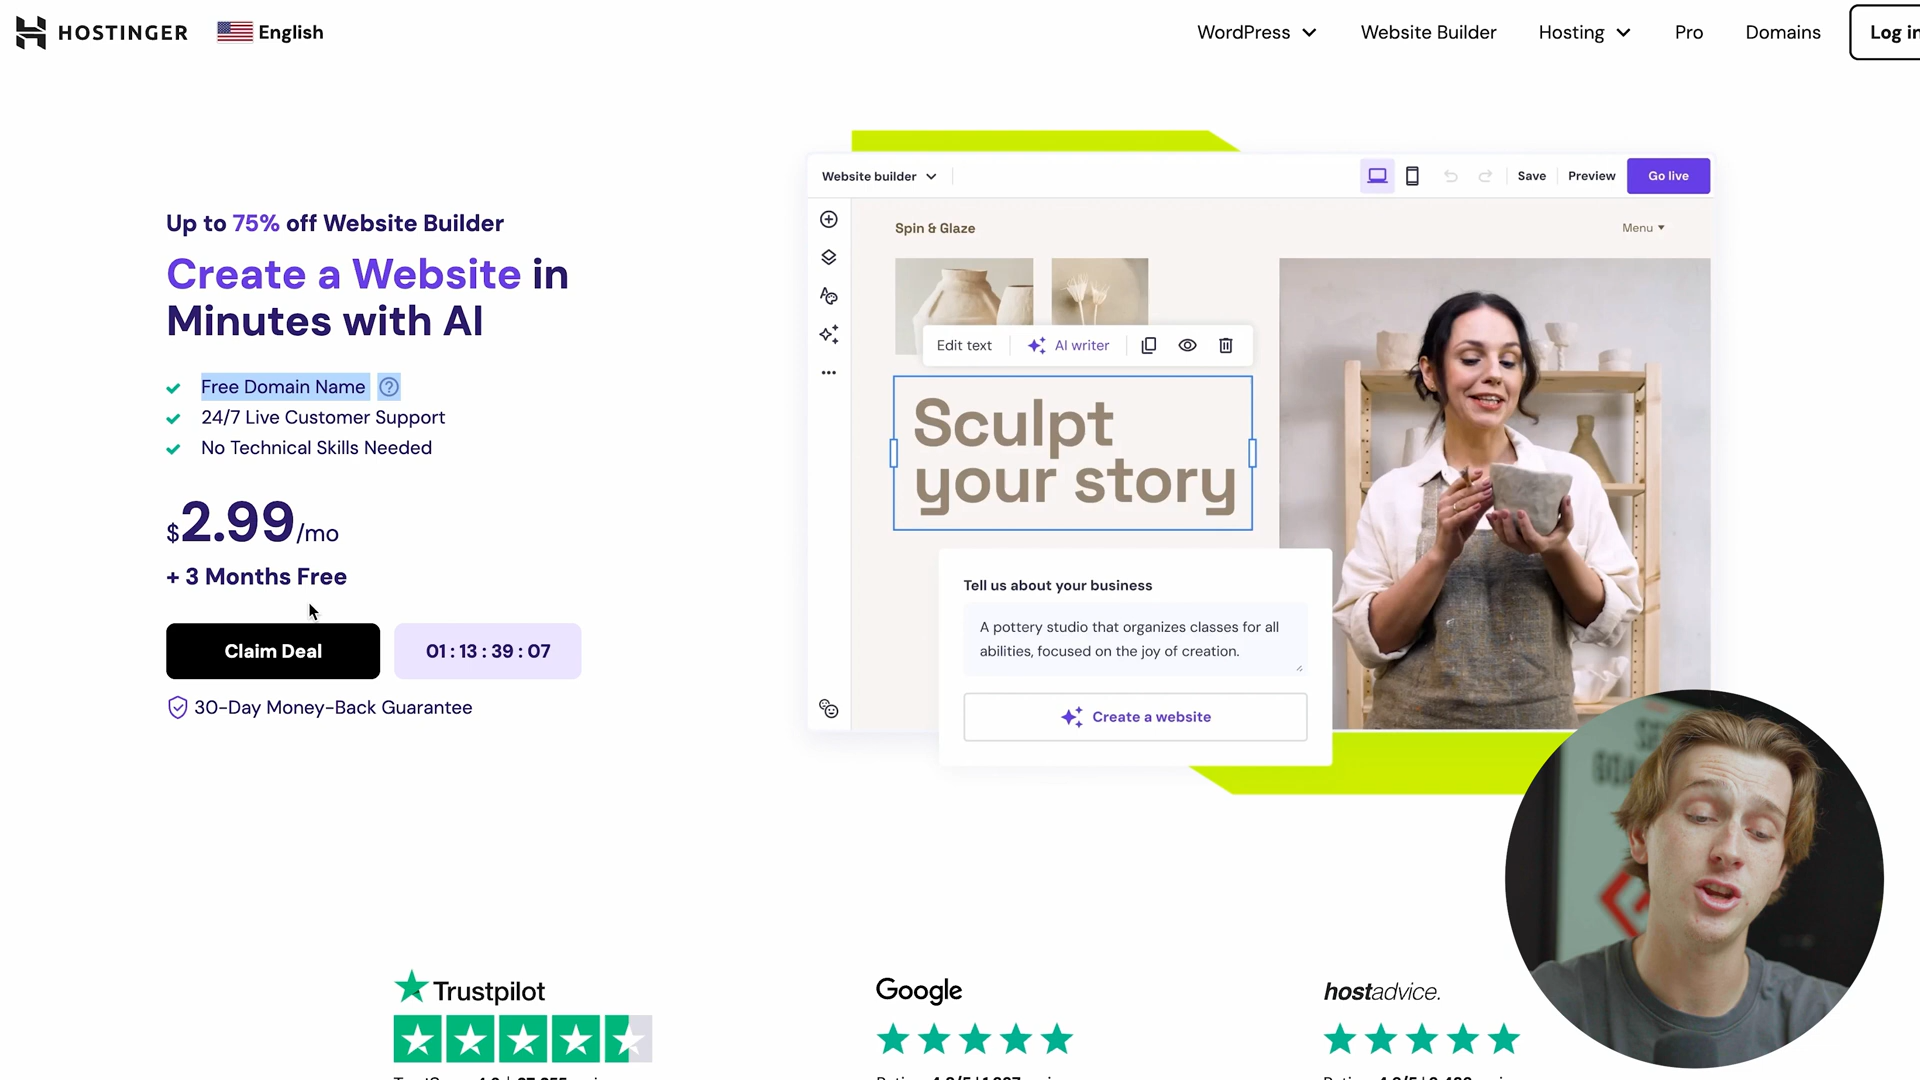 HOSTINGER
English
WordPress
Website Builder
Hosting
Pro
Domains
Log in
Up to 75% off Website Builder
Create a Website in
Minutes with AI
Free Domain Name ?
24/7 Live Customer Support
No Technical Skills Needed
$2.99/mo
+ 3 Months Free
Claim Deal
01 : 13 : 39 : 07
30-Day Money-Back Guarantee
Website builder
Save
Preview
Go live
Spin & Glaze
Menu
Edit text
AI writer
Sculpt
your story
Tell us about your business
A pottery studio that organizes classes for all
abilities, focused on the joy of creation.
Create a website
Trustpilot
Google
hostadvice.